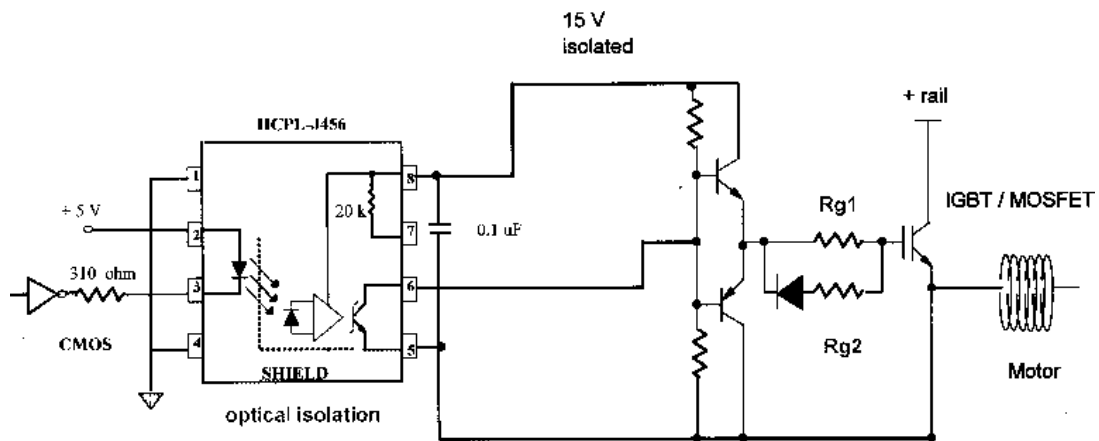 15 V
isolated
+ rail
HCPL-J456
1
8
+ 5 V
20 k
IGBT / MOSFET
Rg1
2
7
0.1 uF
310 ohm
3
6
CMOS
4
5
Rg2
SHIELD
Motor
optical isolation